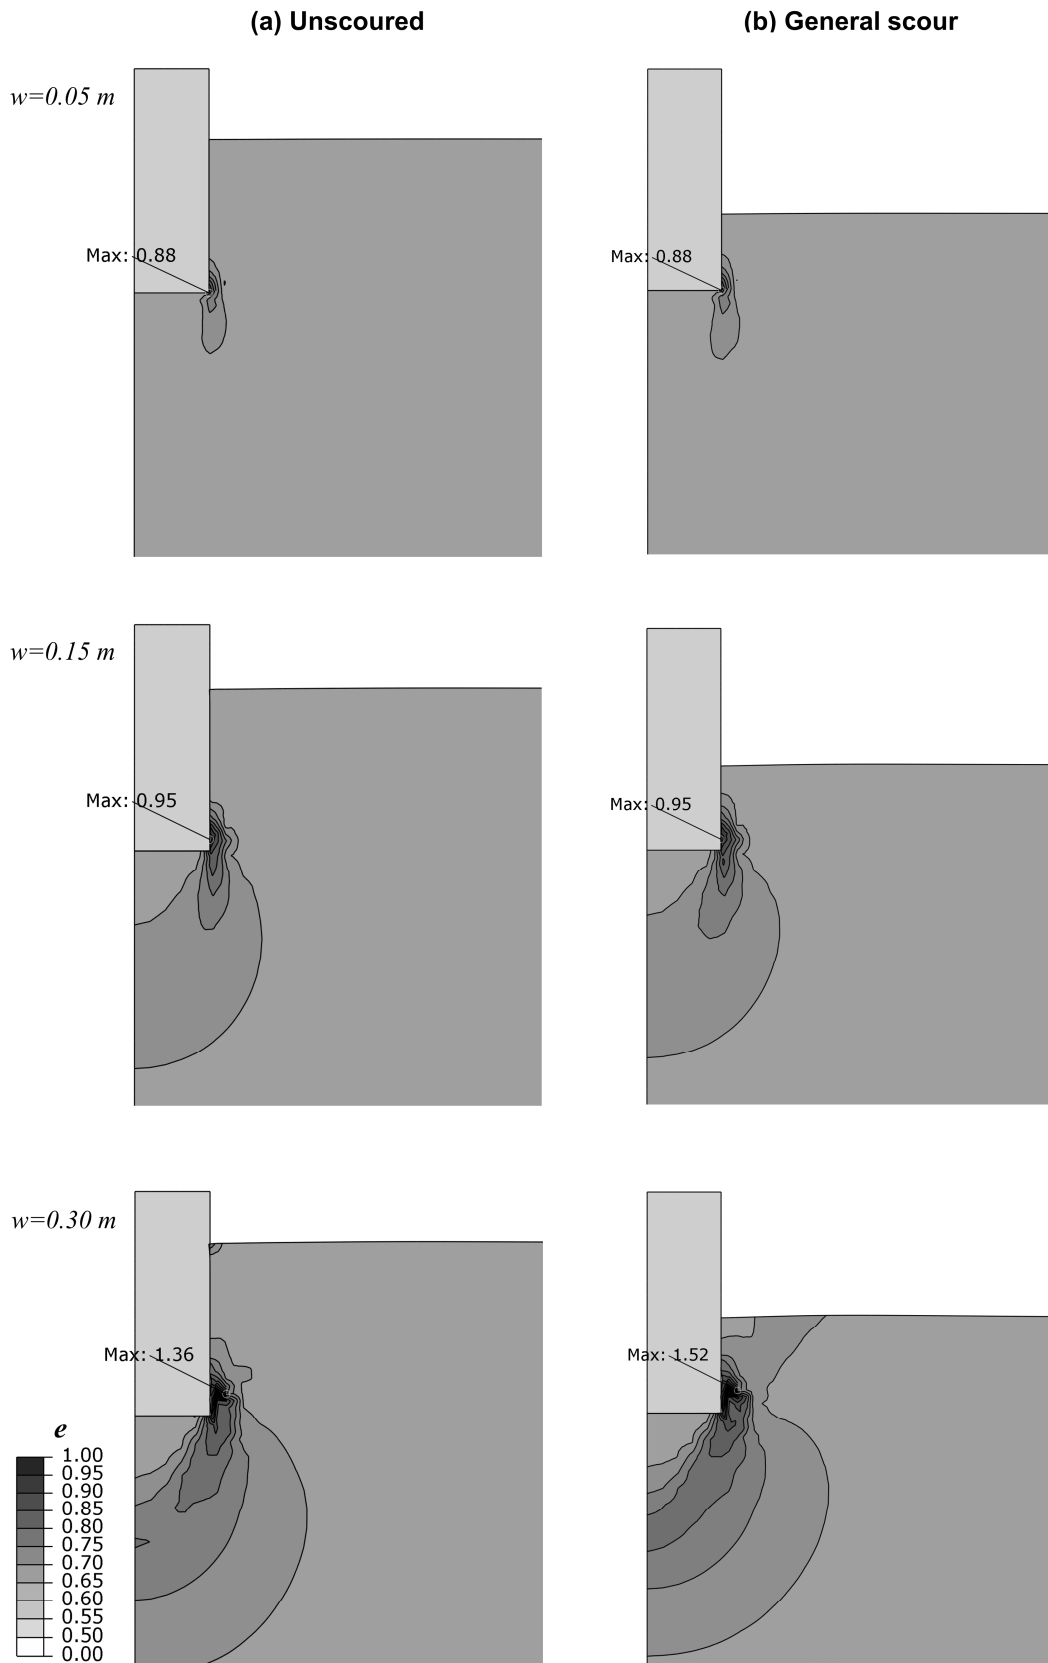 (a) Unscoured
(b) General scour
w=0.05 m
Max: 0.88
Max: 0.88
w=0.15 m
Max: 0.95
Max: 0.95
w=0.30 m
Max: 1.36
Max: 1.52
e
1.00
0.95
0.90
0.85
0.80
0.75
0.70
0.65
0.60
0.55
0.50
0.00